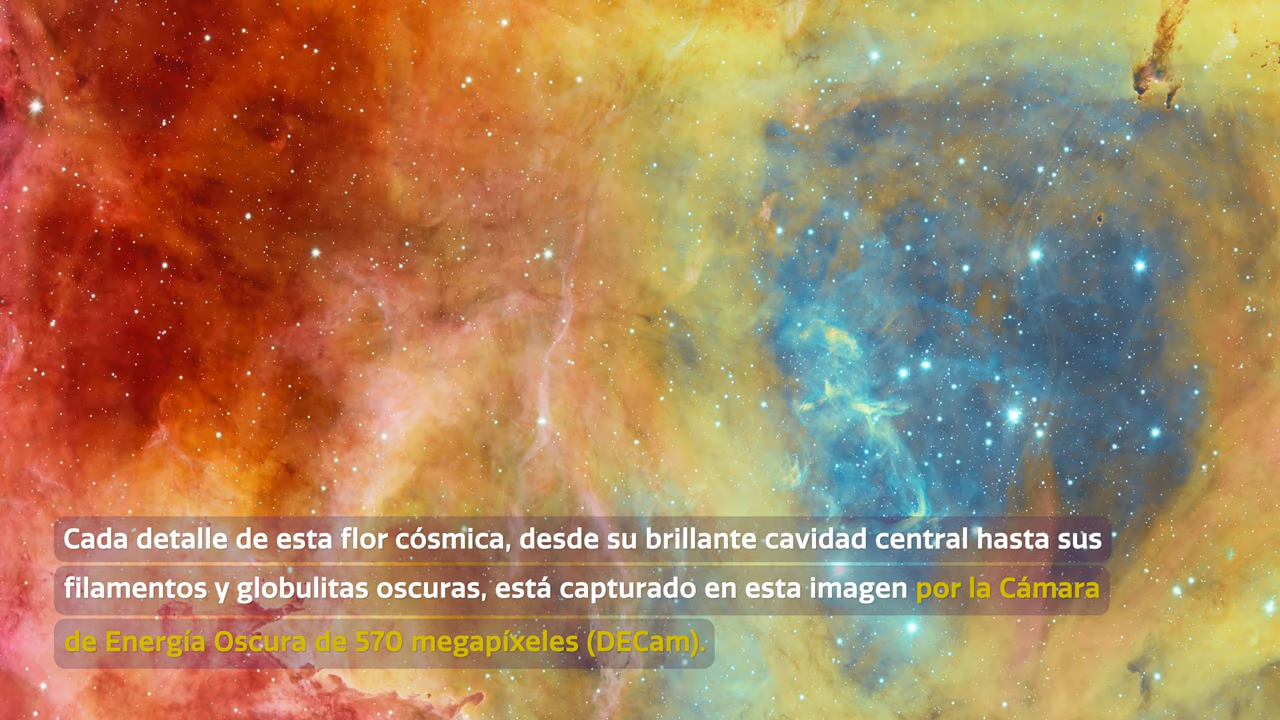 Cada detalle de esta flor cósmica, desde su brillante cavidad central hasta sus
filamentos y globulitas oscuras, está capturado en esta imagen por la Cámara
de Energía Oscura de 570 megapíxeles (DECam).